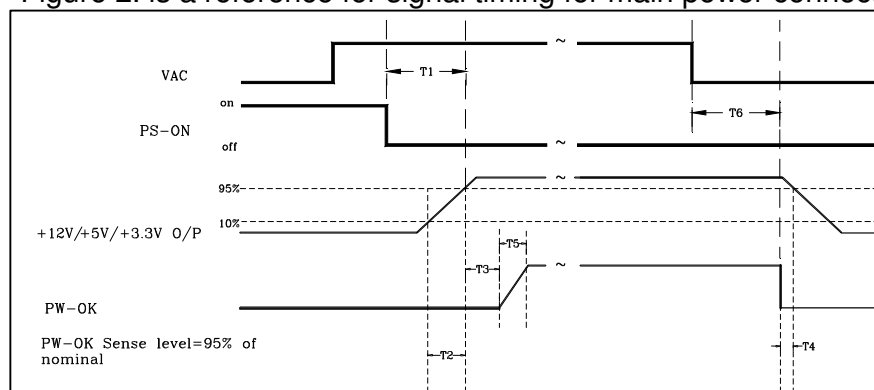 Figure 2. is a reference for signal timing for main power connec
VAC
T1
T6
on
PS-ON
off
95%
10%
+12V/+5V/+3.3V O/P
T5
T3
PW-OK
PW-OK Sense level=95% of
nominal
T2
T4
~
~
~
~